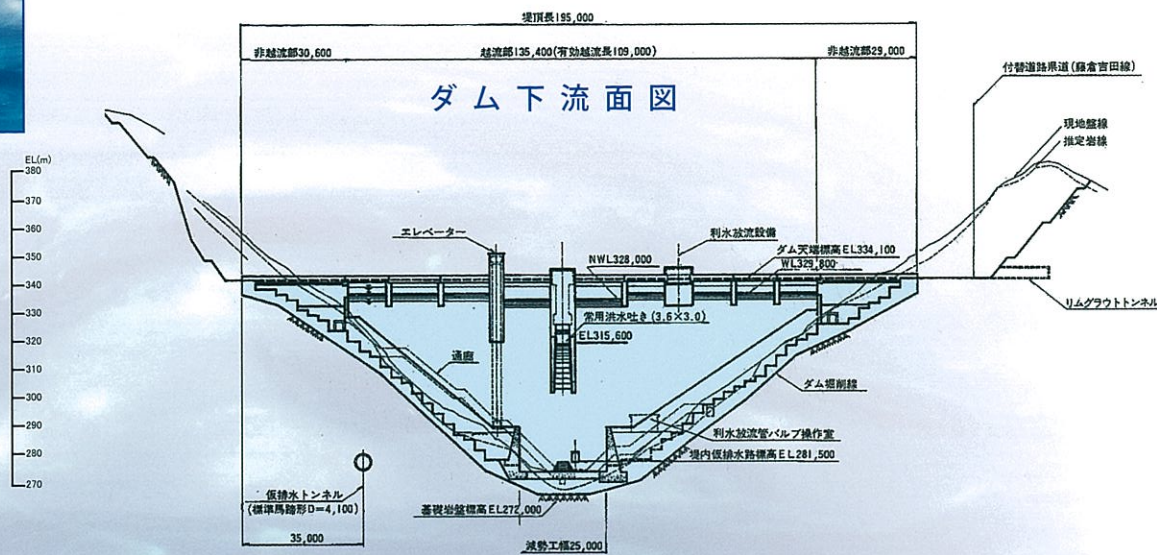 堤頂長195,000
非越流部30,600
越流部135,400(有効越流長109,000)
非越流部29,000
ダム下流面図
付替道路県道(藤倉吉田線)
現地盤線
推定岩線
EL(m)
380
370
360
350
340
330
320
310
300
290
280
270
エレベーター
利水放流設備
NWL328,000
ダム天端標高EL334,100
WL329,800
リムグラウトトンネル
常用洪水吐き(3.6×3.0)
EL315,600
通廊
ダム掘削線
利水放流管バルブ操作室
堤内仮排水路標高EL281,500
仮排水トンネル
(標準馬蹄形D=4,100)
基礎岩盤標高EL272,000
35,000
減勢工幅25,000